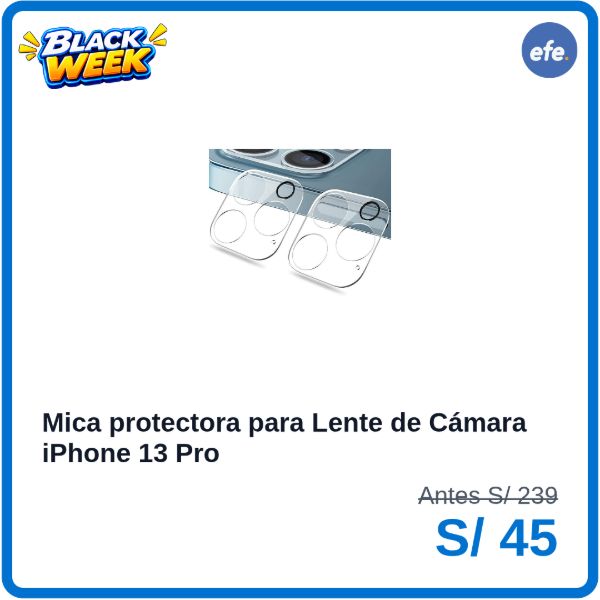 BLACK
WEEK
efe.
Mica protectora para Lente de Cámara
iPhone 13 Pro
Antes S/ 239
S/ 45